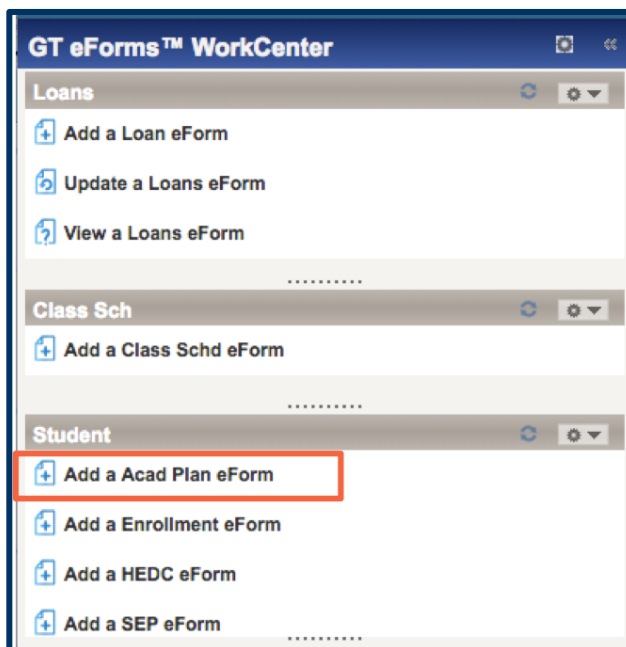 GT eForms™ WorkCenter
Loans
Add a Loan eForm
Update a Loans eForm
View a Loans eForm
Class Sch
Add a Class Schd eForm
Student
Add a Acad Plan eForm
Add a Enrollment eForm
Add a HEDC eForm
Add a SEP eForm